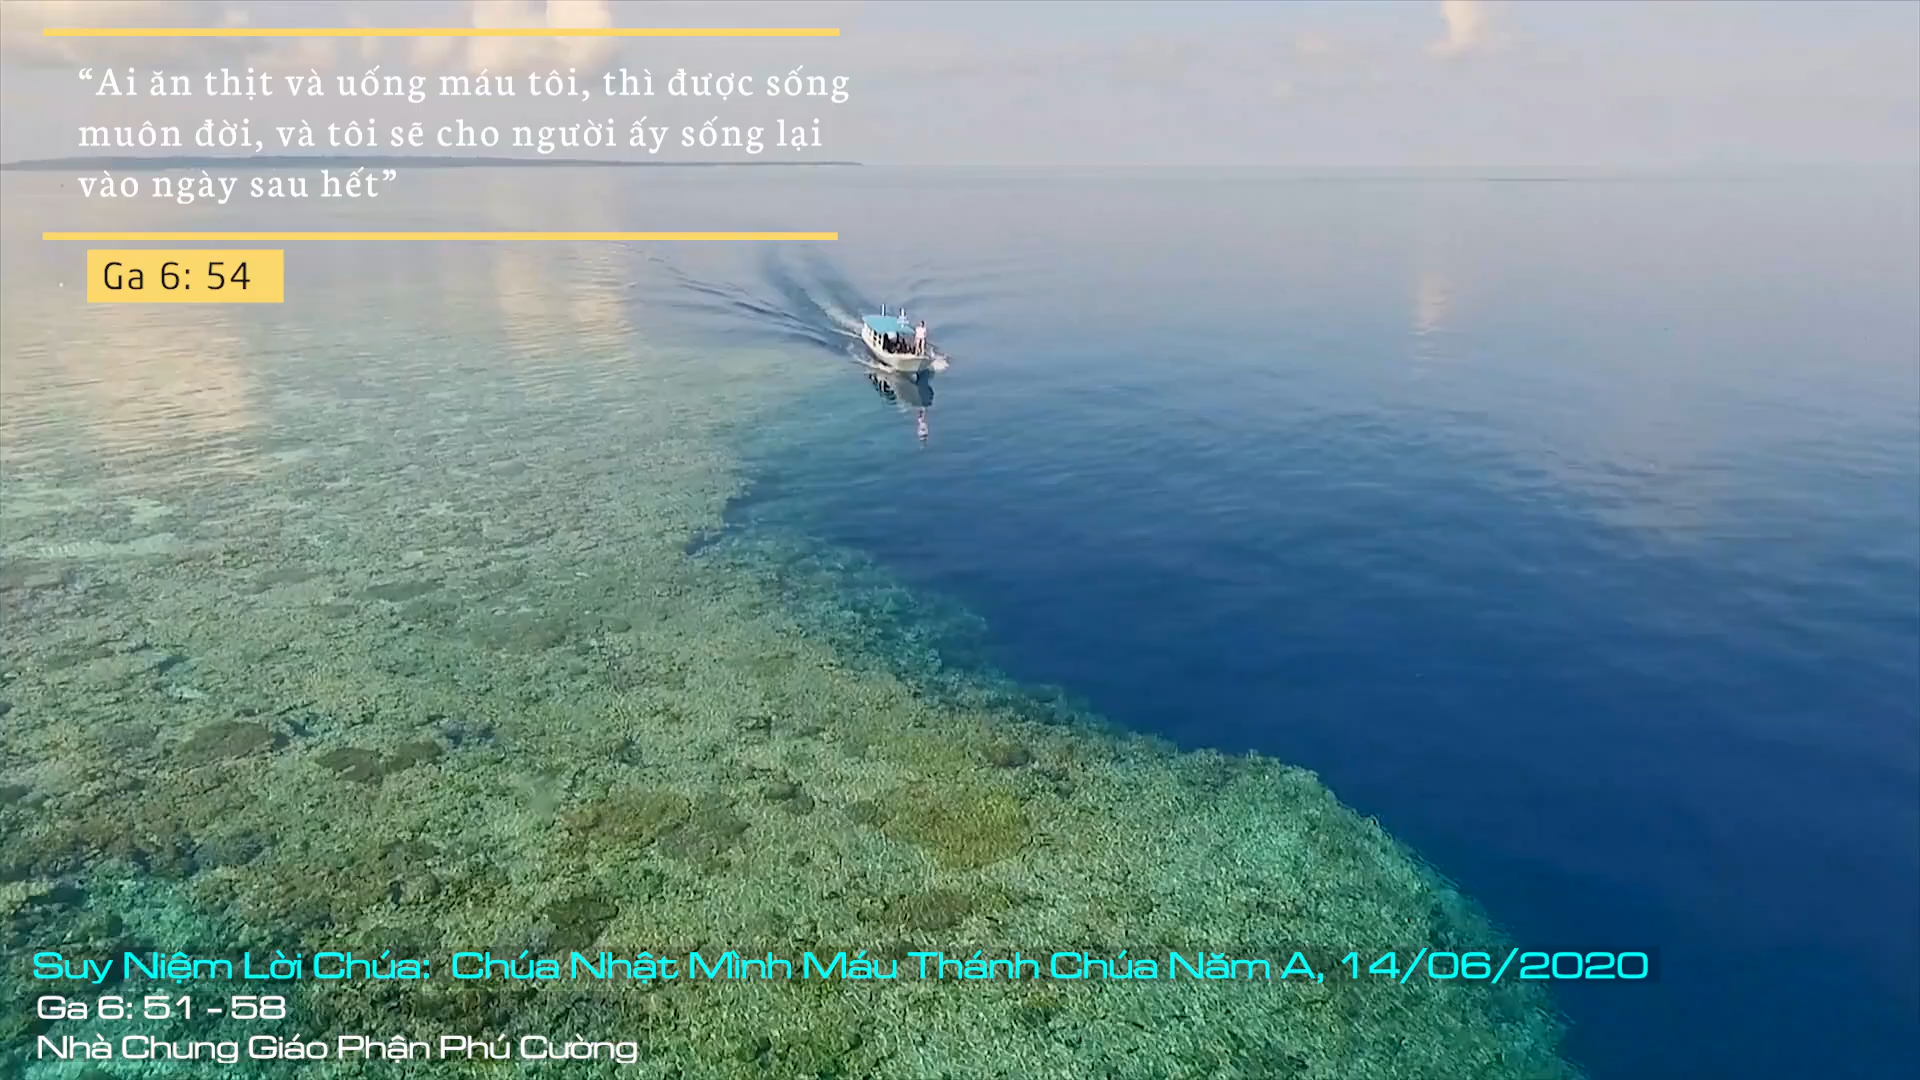 “Ai ăn thịt và uống máu tôi, thì được sống
muôn đời, và tôi sẽ cho người ấy sống lại
vào ngày sau hết”
Ga 6: 54
Suy Niệm Lời Chúa: Chúa Nhật Mình Máu Thánh Chúa Năm A, 14/06/2020
Ga 6: 51 - 58
Nhà Chung Giáo Phận Phú Cường